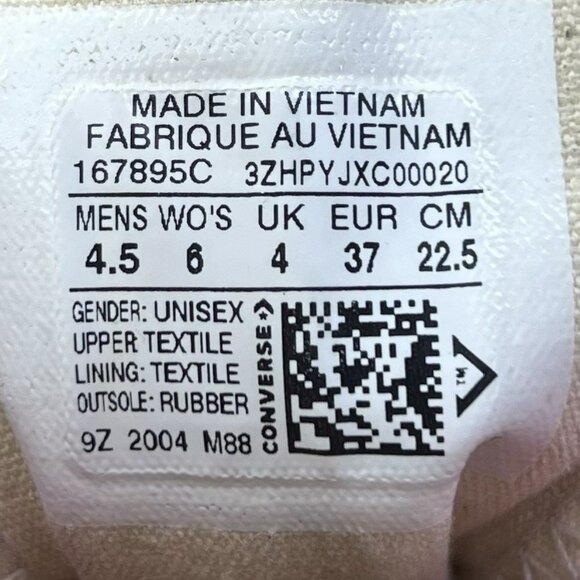 MADE IN VIETNAM
FABRIQUE AU VIETNAM
167895C 3ZHPYJXC00020
MENS WO'S UK EUR CM
4.5 6 4 37 22.5
GENDER: UNISEX
UPPER TEXTILE
LINING: TEXTILE
OUTSOLE: RUBBER
9Z 2004 M88
CONVERSE
TM